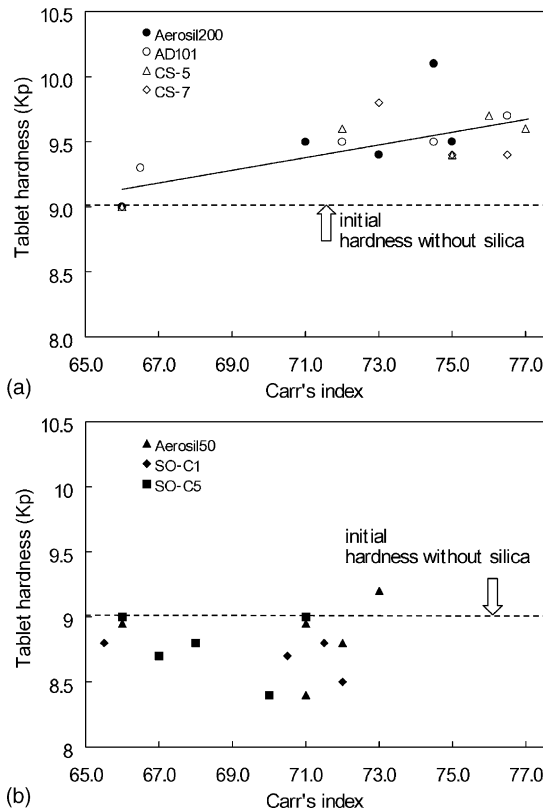 10.5
10.0
9.5
9.0
8.5
8.0
Tablet hardness (Kp)
Aerosil200
AD101
CS-5
CS-7
initial
hardness without silica
65.0 67.0 69.0 71.0 73.0 75.0 77.0
Carr's index
(a)
10.5
10
9.5
9
8.5
8
Tablet hardness (Kp)
Aerosil50
SO-C1
SO-C5
initial
hardness without silica
65.0 67.0 69.0 71.0 73.0 75.0 77.0
Carr's index
(b)